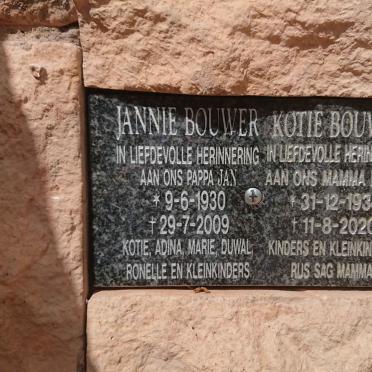 JANNIE BOUWER
IN LIEFDEVOLLE HERINNERING
AAN ONS PAPPA JAN
* 9-6-1930
† 29-7-2009
KOTIE, ADINA, MARIE, DUWAL,
RONELLE EN KLEINKINDERS
KOTIE BOUW
IN LIEFDEVOLLE HERIN
AAN ONS MAMMA
* 31-12-193
† 11-8-2020
KINDERS EN KLEINKIN
RUS SAG MAMMA